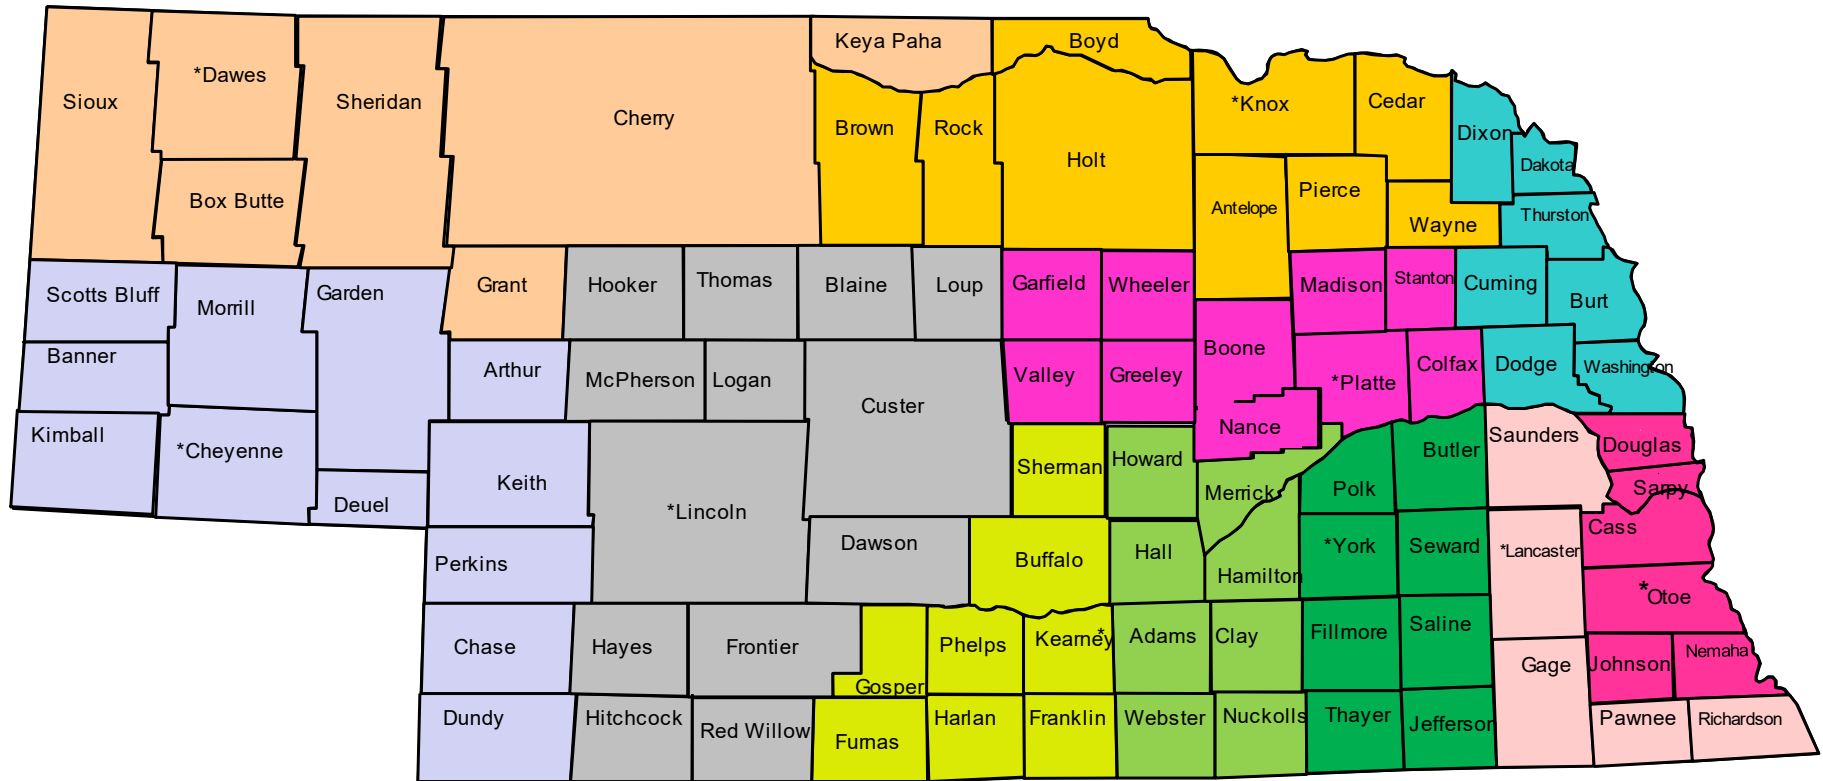 Keya Paha
Boyd
*Dawes
Sioux
Sheridan
Cherry
*Knox
Cedar
Brown
Rock
Dixon
Holt
Dakota
Box Butte
Pierce
Antelope
Thurston
Wayne
Scotts Bluff
Morrill
Garden
Grant
Hooker
Thomas
Blaine
Loup
Garfield
Wheeler
Madison
Stanton
Cuming
Burt
Banner
Arthur
McPherson
Logan
Custer
Valley
Greeley
Boone
*Platte
Colfax
Dodge
Washington
Kimball
*Cheyenne
Nance
Saunders
Douglas
Butler
Sherman
Howard
Keith
Deuel
*Lincoln
Merrick
Polk
Sarpy
Cass
Perkins
Dawson
Buffalo
Hall
Hamilton
*York
Seward
*Lancaster
*Otoe
Chase
Hayes
Frontier
Gosper
Phelps
Kearney*
Adams
Clay
Fillmore
Saline
Gage
Johnson
Nemaha
Dundy
Hitchcock
Red Willow
Furnas
Harlan
Franklin
Webster
Nuckolls
Thayer
Jefferson
Pawnee
Richardson